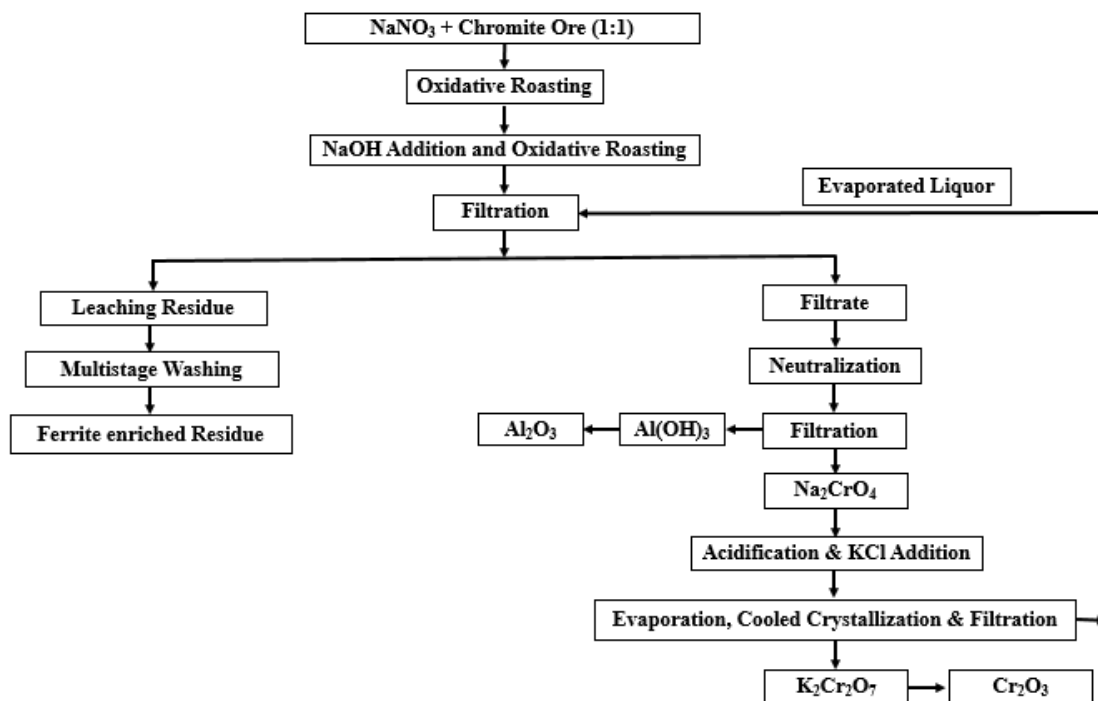 NaNO₃ + Chromite Ore (1:1)
Oxidative Roasting
NaOH Addition and Oxidative Roasting
Evaporated Liquor
Filtration
Leaching Residue
Filtrate
Multistage Washing
Neutralization
Ferrite enriched Residue
Al₂O₃
Al(OH)₃
Filtration
Na₂CrO₄
Acidification & KCl Addition
Evaporation, Cooled Crystallization & Filtration
K₂Cr₂O₇
Cr₂O₃